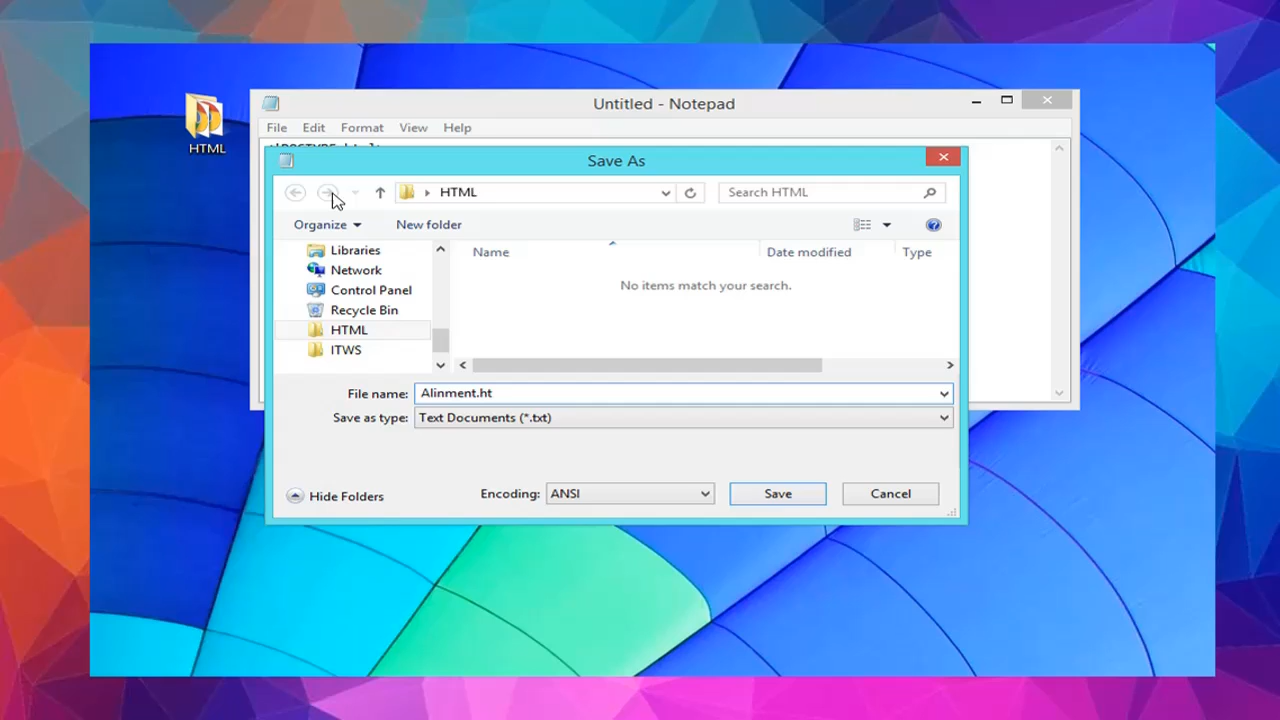 HTML
Untitled - Notepad
File Edit Format View Help
Save As
HTML
Search HTML
Organize New folder
Libraries
Network
Control Panel
Recycle Bin
HTML
ITWS
Name Date modified Type
No items match your search.
File name: Alinment.ht
Save as type: Text Documents (*.txt)
Hide Folders Encoding: ANSI Save Cancel